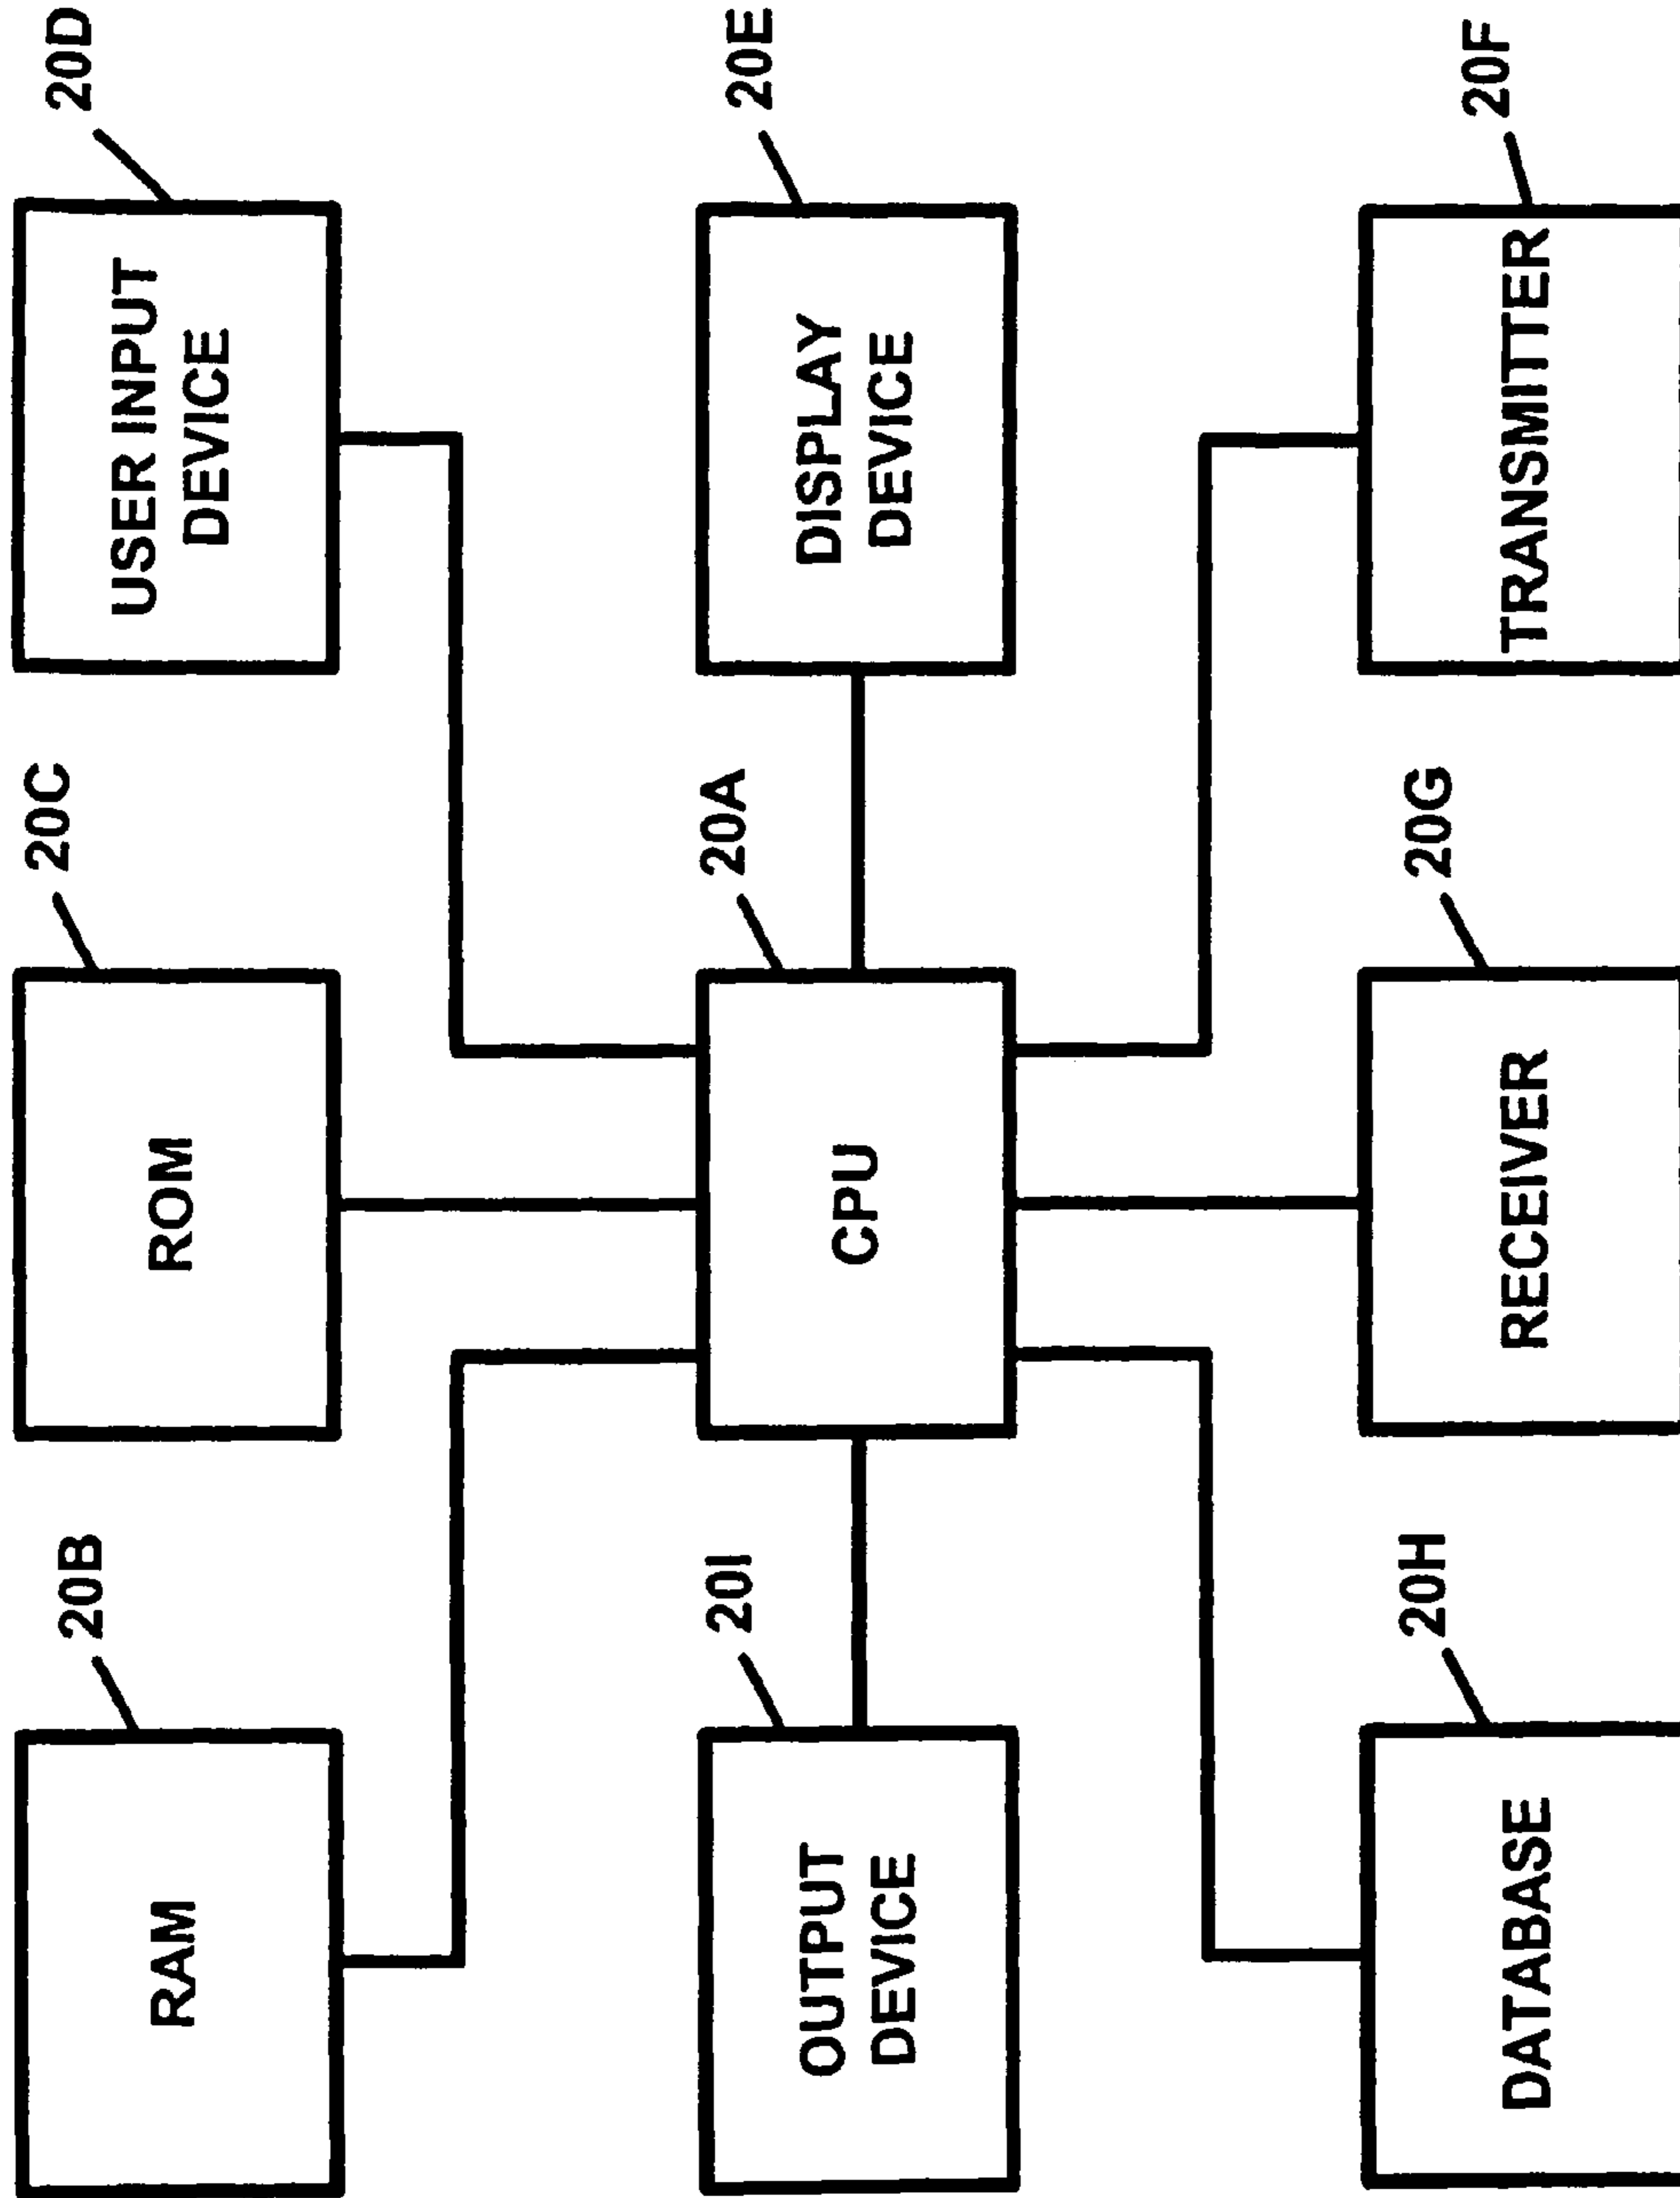 20B
RAM
20C
ROM
20D
USER INPUT
DEVICE
20I
OUTPUT
DEVICE
20A
CPU
20E
DISPLAY
DEVICE
20H
DATABASE
20G
RECEIVER
20F
TRANSMITTER